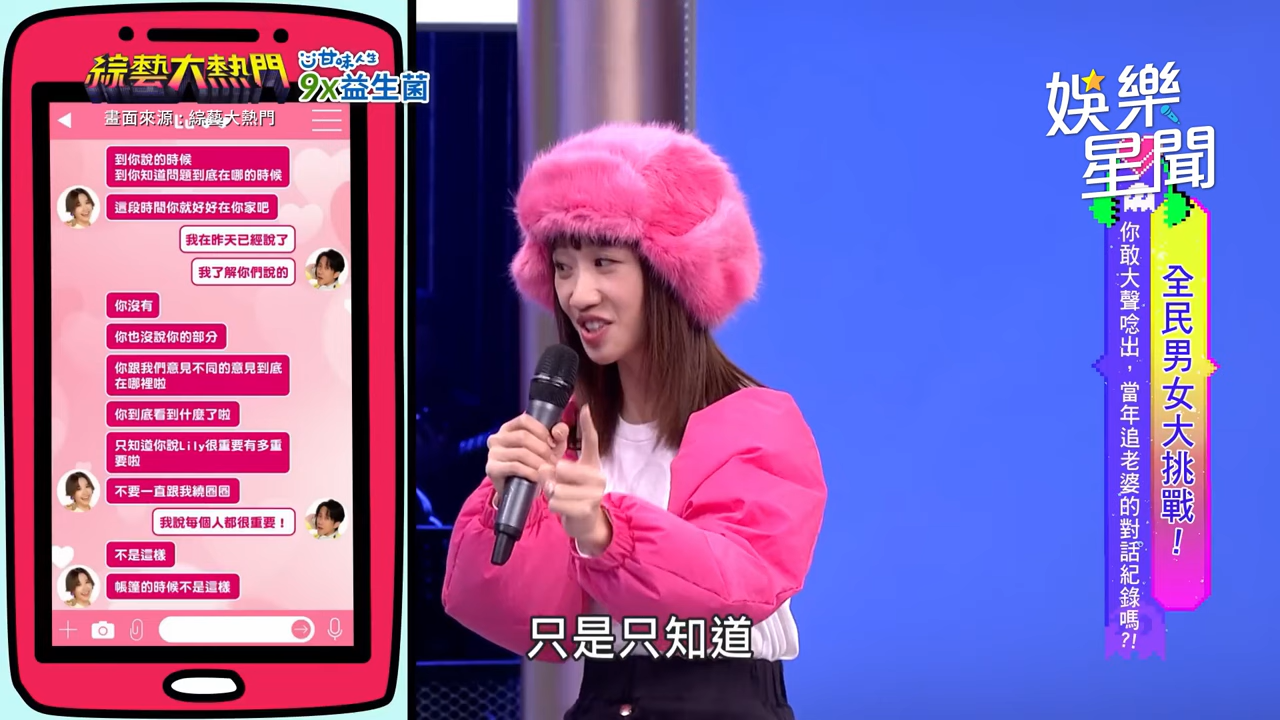 綜藝大熱門
甘味人生
9x益生菌
畫面來源：綜藝大熱門
到你說的時候
到你知道問題到底在哪的時候
這段時間你就好好在你家吧
我在昨天已經說了
我了解你們說的
你沒有
你也沒說你的部分
你跟我們意見不同的意見到底
在哪裡啦
你到底看到什麼了啦
只知道你說Lily很重要有多重
要啦
不要一直跟我繞圈圈
我說每個人都很重要！
不是這樣
帳篷的時候不是這樣
只是只知道
娛樂
星聞
全民男女大挑戰！
你敢大聲唸出，當年追老婆的對話紀錄嗎?!